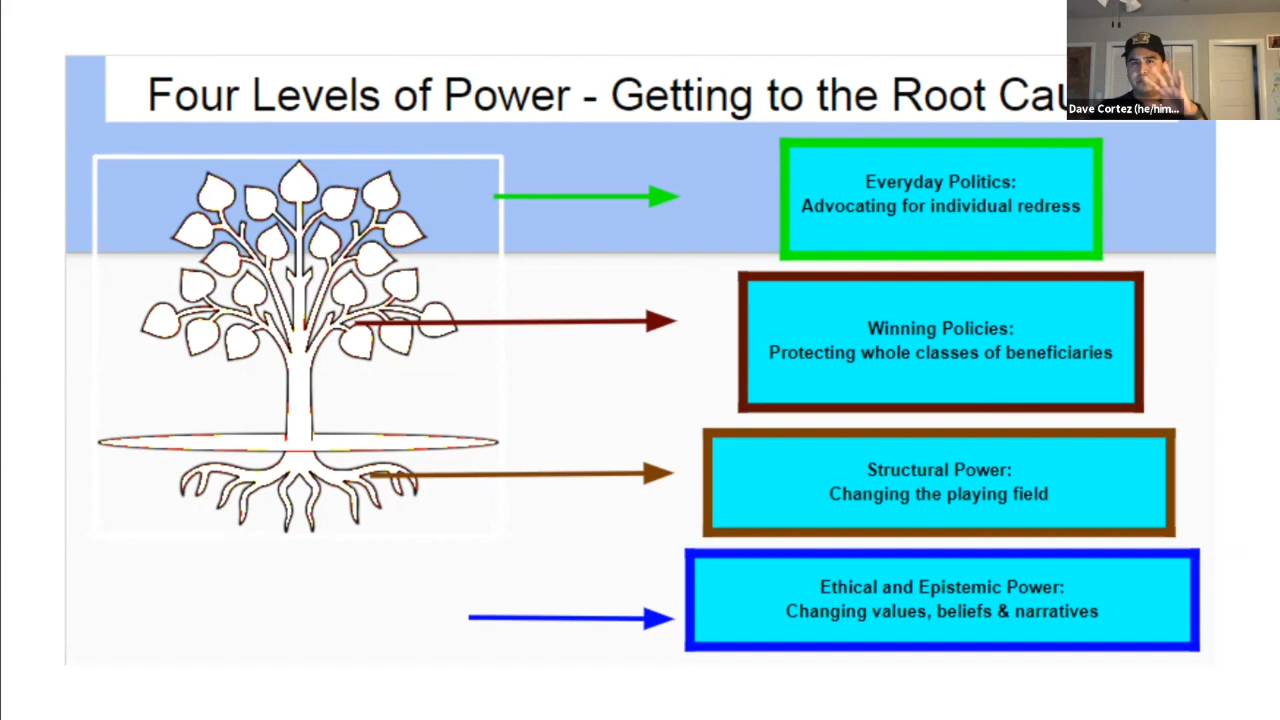 Four Levels of Power - Getting to the Root
Dave Cortez (he/him...
Everyday Politics:
Advocating for individual redress
Winning Policies:
Protecting whole classes of beneficiaries
Structural Power:
Changing the playing field
Ethical and Epistemic Power:
Changing values, beliefs & narratives